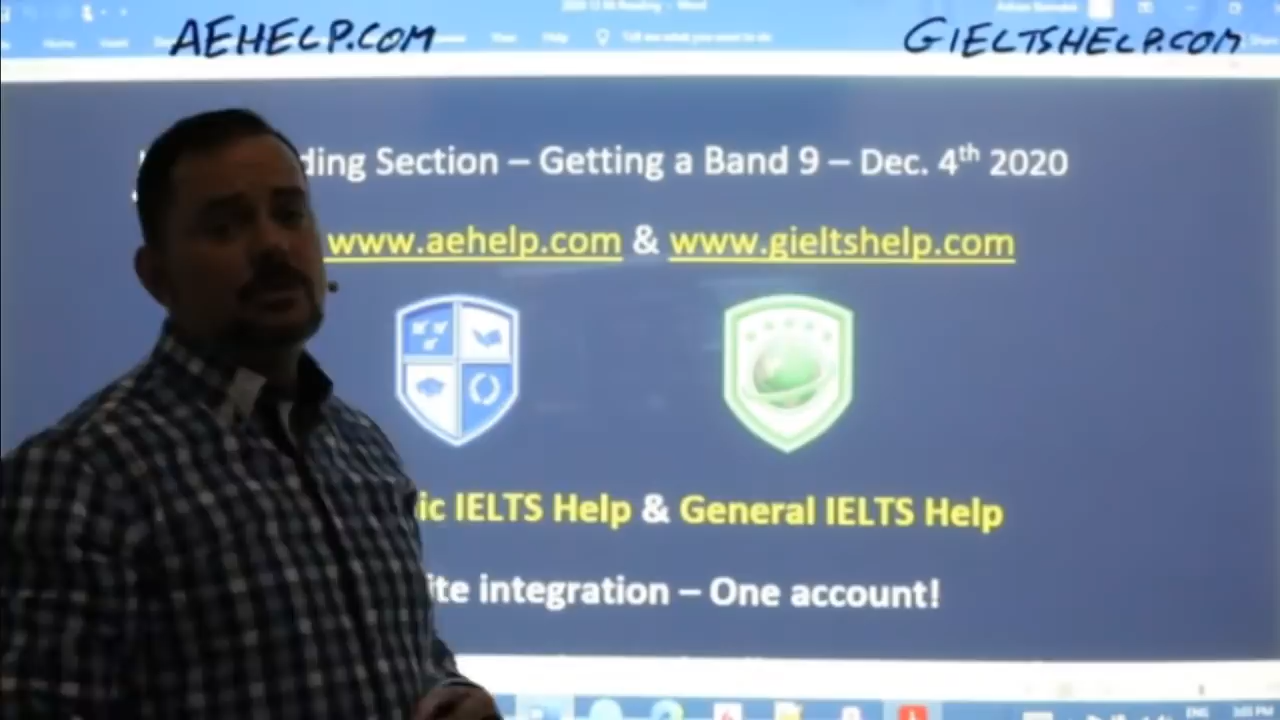 AEHELP.COM
GIELTSHELP.COM
ding Section – Getting a Band 9 – Dec. 4th 2020
www.aehelp.com & www.gieltshelp.com
ic IELTS Help & General IELTS Help
ite integration – One account!